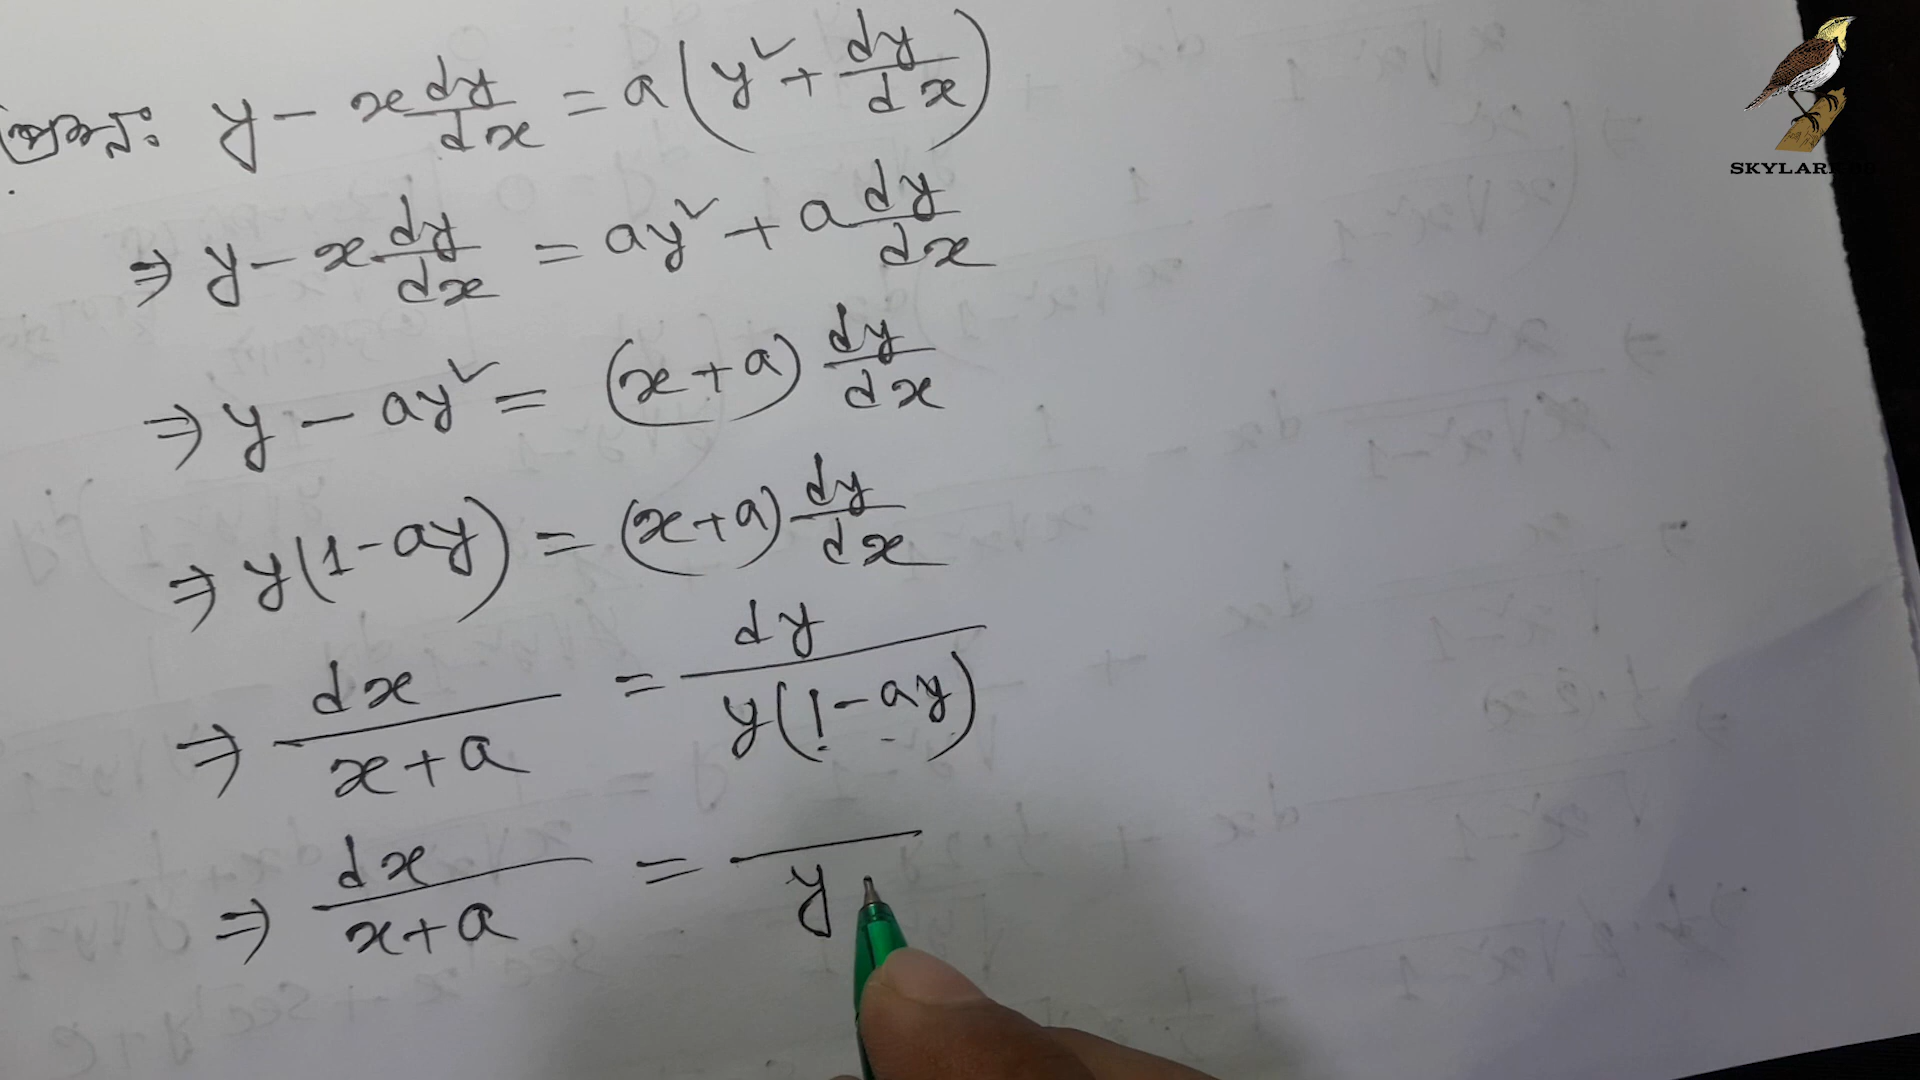 y - x dy/dx = a(y² + dy/dx)
⇒ y - x dy/dx = ay² + a dy/dx
⇒ y - ay² = (x+a) dy/dx
⇒ y(1-ay) = (x+a) dy/dx
⇒ dx/(x+a) = dy/(y(1-ay))
⇒ dx/(x+a) = /y
SKYLARK